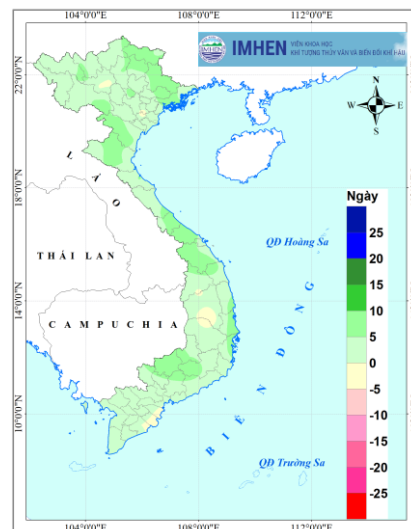 104°0'0"E
108°0'0"E
112°0'0"E
IMHEN
VIỆN KHOA HỌC
KHÍ TƯỢNG THỦY VĂN VÀ BIẾN ĐỔI KHÍ HẬU
22°0'0"N
N
W
E
S
LÀO
18°0'0"N
Ngày
25
20
15
10
5
0
-5
-10
-15
-20
-25
QĐ Hoàng Sa
THÁI LAN
14°0'0"N
CAMPUCHIA
BIỂN ĐÔNG
10°0'0"N
QĐ Trường Sa
104°0'0"E
108°0'0"E
112°0'0"E